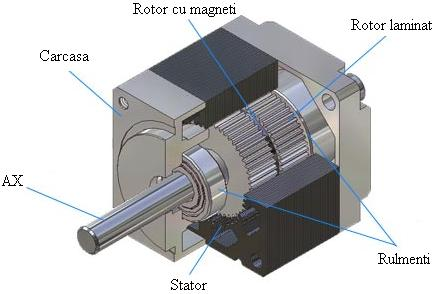 Rotor cu magneti
Rotor laminat
Carcasa
AX
Rulmenti
Stator